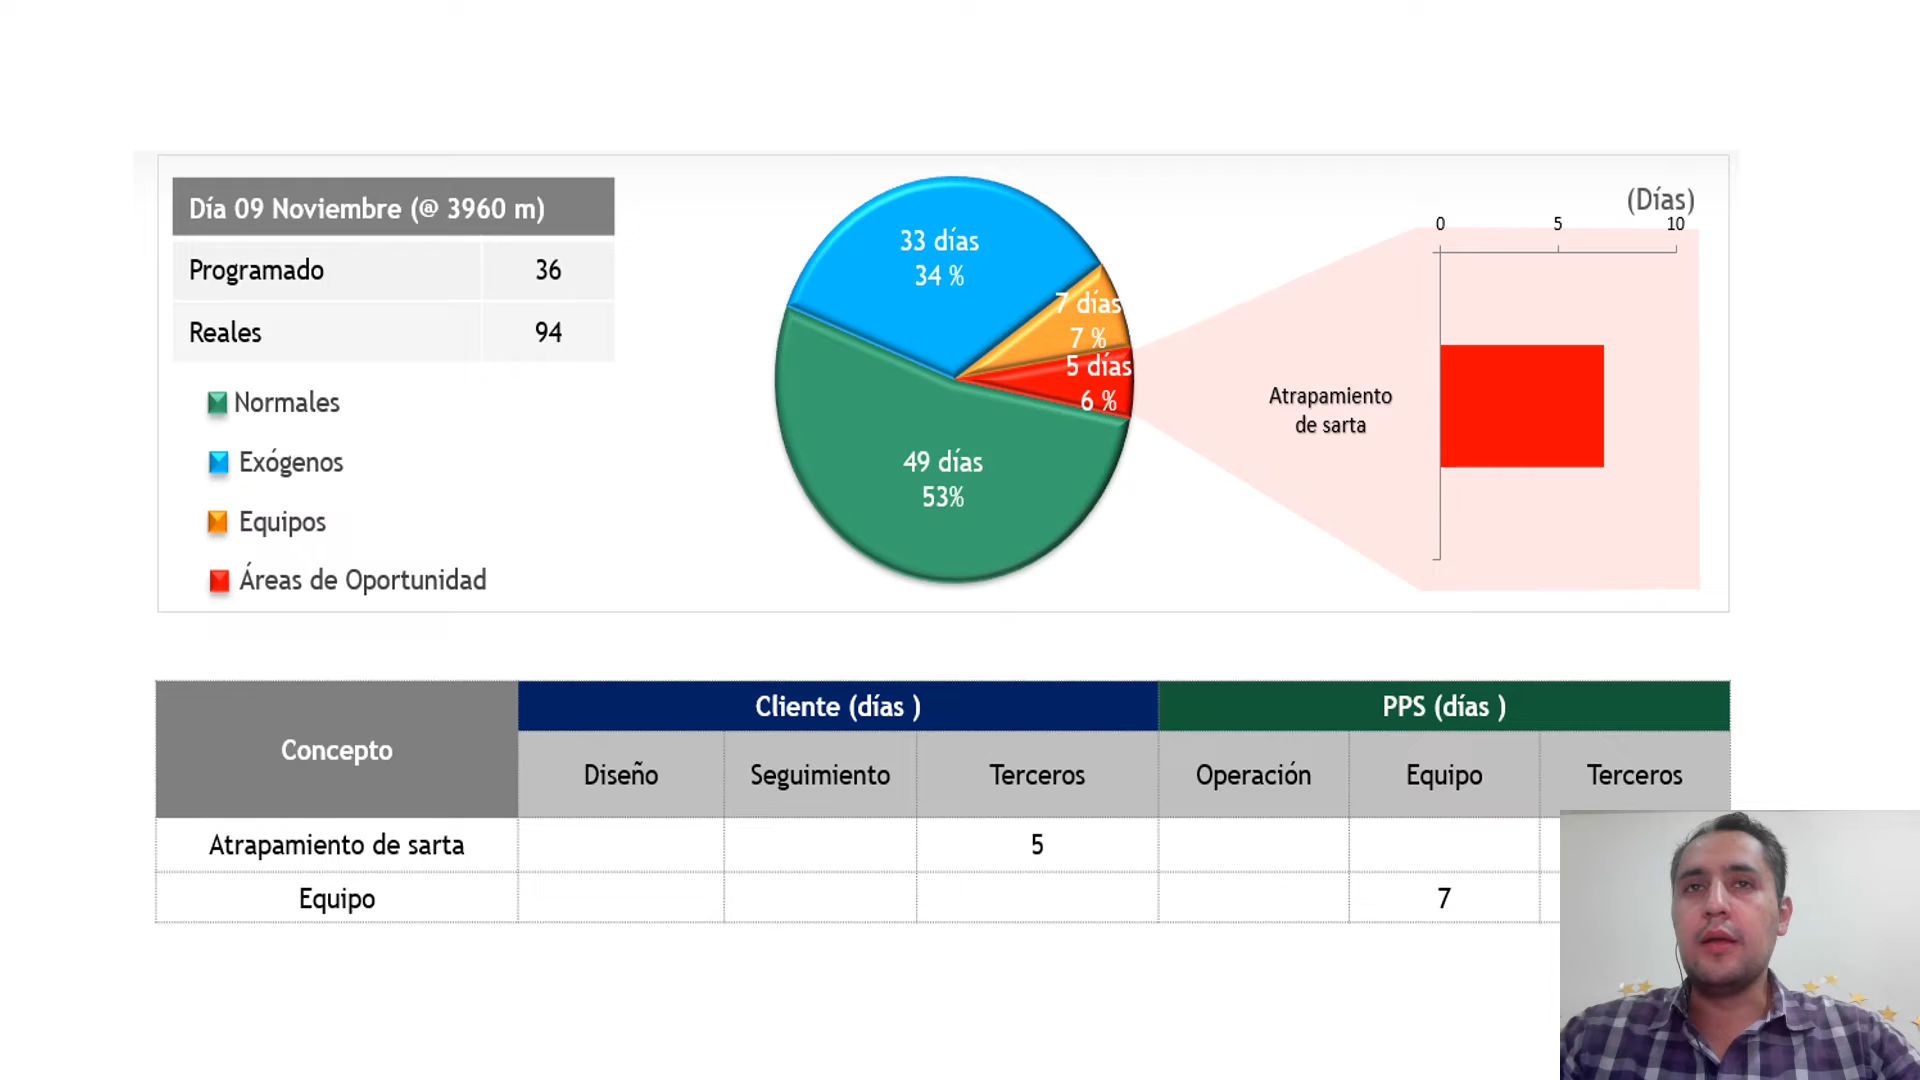 Día 09 Noviembre (@ 3960 m)
Programado 36
Reales 94
Normales
Exógenos
Equipos
Áreas de Oportunidad
33 días
34 %
7 días
7 %
5 días
6 %
49 días
53%
(Días)
0 5 10
Atrapamiento
de sarta
Concepto
Cliente (días )
PPS (días )
Diseño Seguimiento Terceros Operación Equipo Terceros
Atrapamiento de sarta 5
Equipo 7